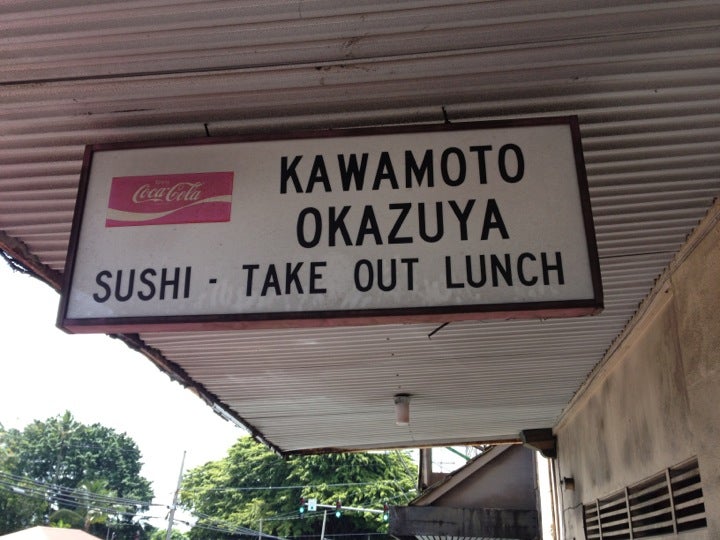 Coca-Cola
KAWAMOTO
OKAZUYA
SUSHI - TAKE OUT LUNCH